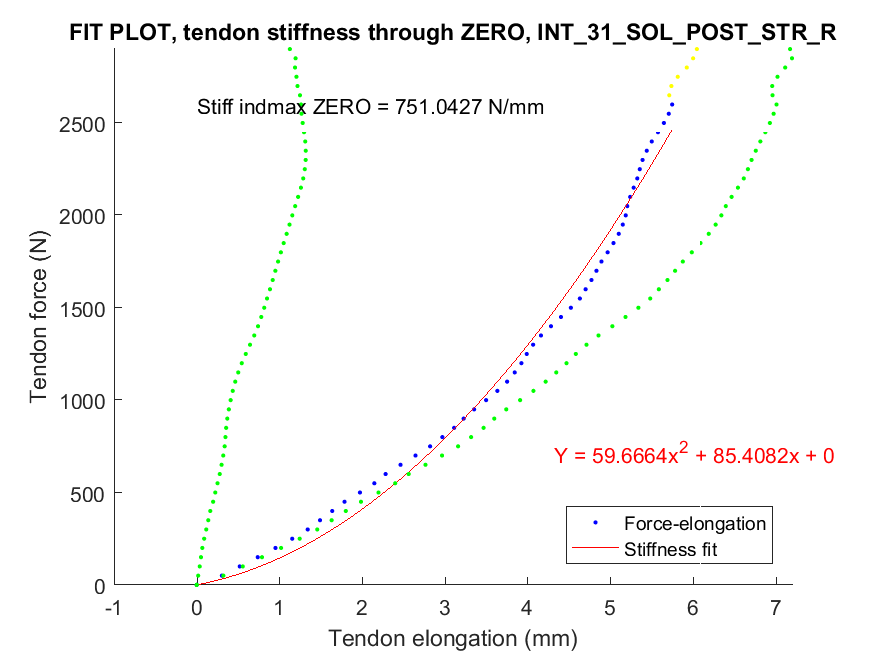 FIT PLOT, tendon stiffness through ZERO, INT_31_SOL_POST_STR_R
Stiff indmax ZERO = 751.0427 N/mm
2500
2000
1500
1000
500
0
Tendon force (N)
Y = 59.6664x² + 85.4082x + 0
Force-elongation
Stiffness fit
-1 0 1 2 3 4 5 6 7
Tendon elongation (mm)